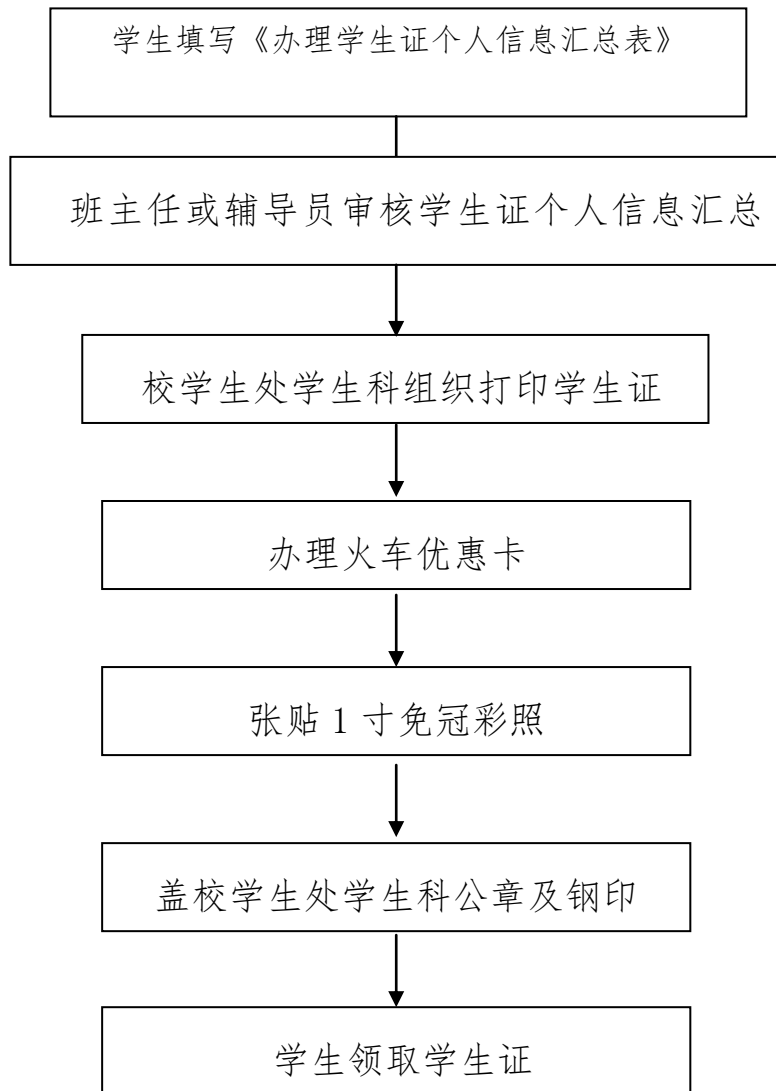 学生填写《办理学生证个人信息汇总表》
班主任或辅导员审核学生证个人信息汇总
校学生处学生科组织打印学生证
办理火车优惠卡
张贴 1 寸免冠彩照
盖校学生处学生科公章及钢印
学生领取学生证